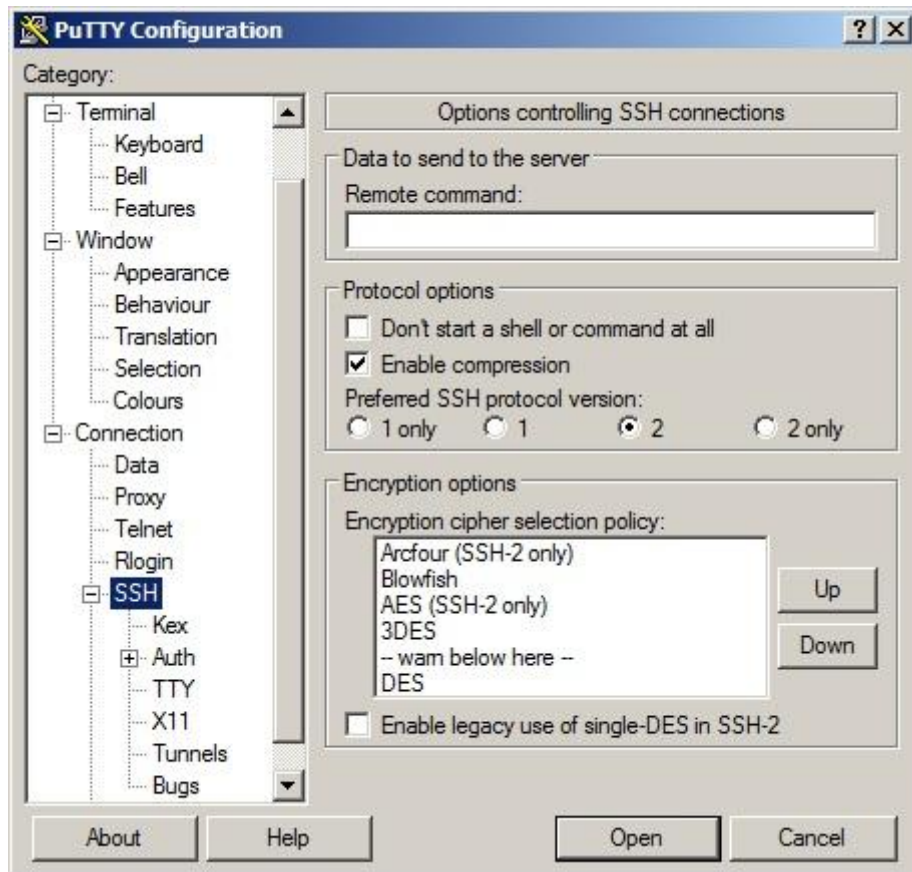 PuTTY Configuration
Category:
Terminal
Keyboard
Bell
Features
Window
Appearance
Behaviour
Translation
Selection
Colours
Connection
Data
Proxy
Telnet
Rlogin
SSH
Kex
Auth
TTY
X11
Tunnels
Bugs
Options controlling SSH connections
Data to send to the server
Remote command:
Protocol options
Don't start a shell or command at all
Enable compression
Preferred SSH protocol version:
1 only 1 2 2 only
Encryption options
Encryption cipher selection policy:
Arcfour (SSH-2 only)
Blowfish
AES (SSH-2 only)
3DES
-- warn below here --
DES
Up
Down
Enable legacy use of single-DES in SSH-2
About Help Open Cancel